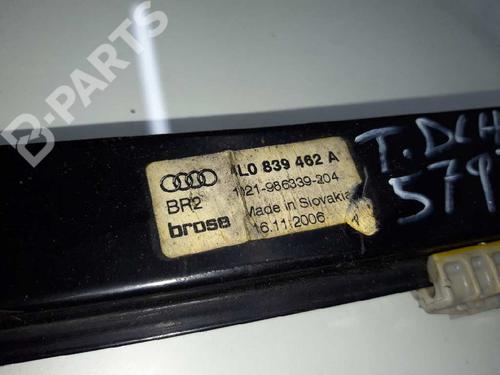 B-PARTS
4L0 839 462 A
1021-986339-204
BR2
Made in Slovakia
brose
16.11.2006
T. DCH
579